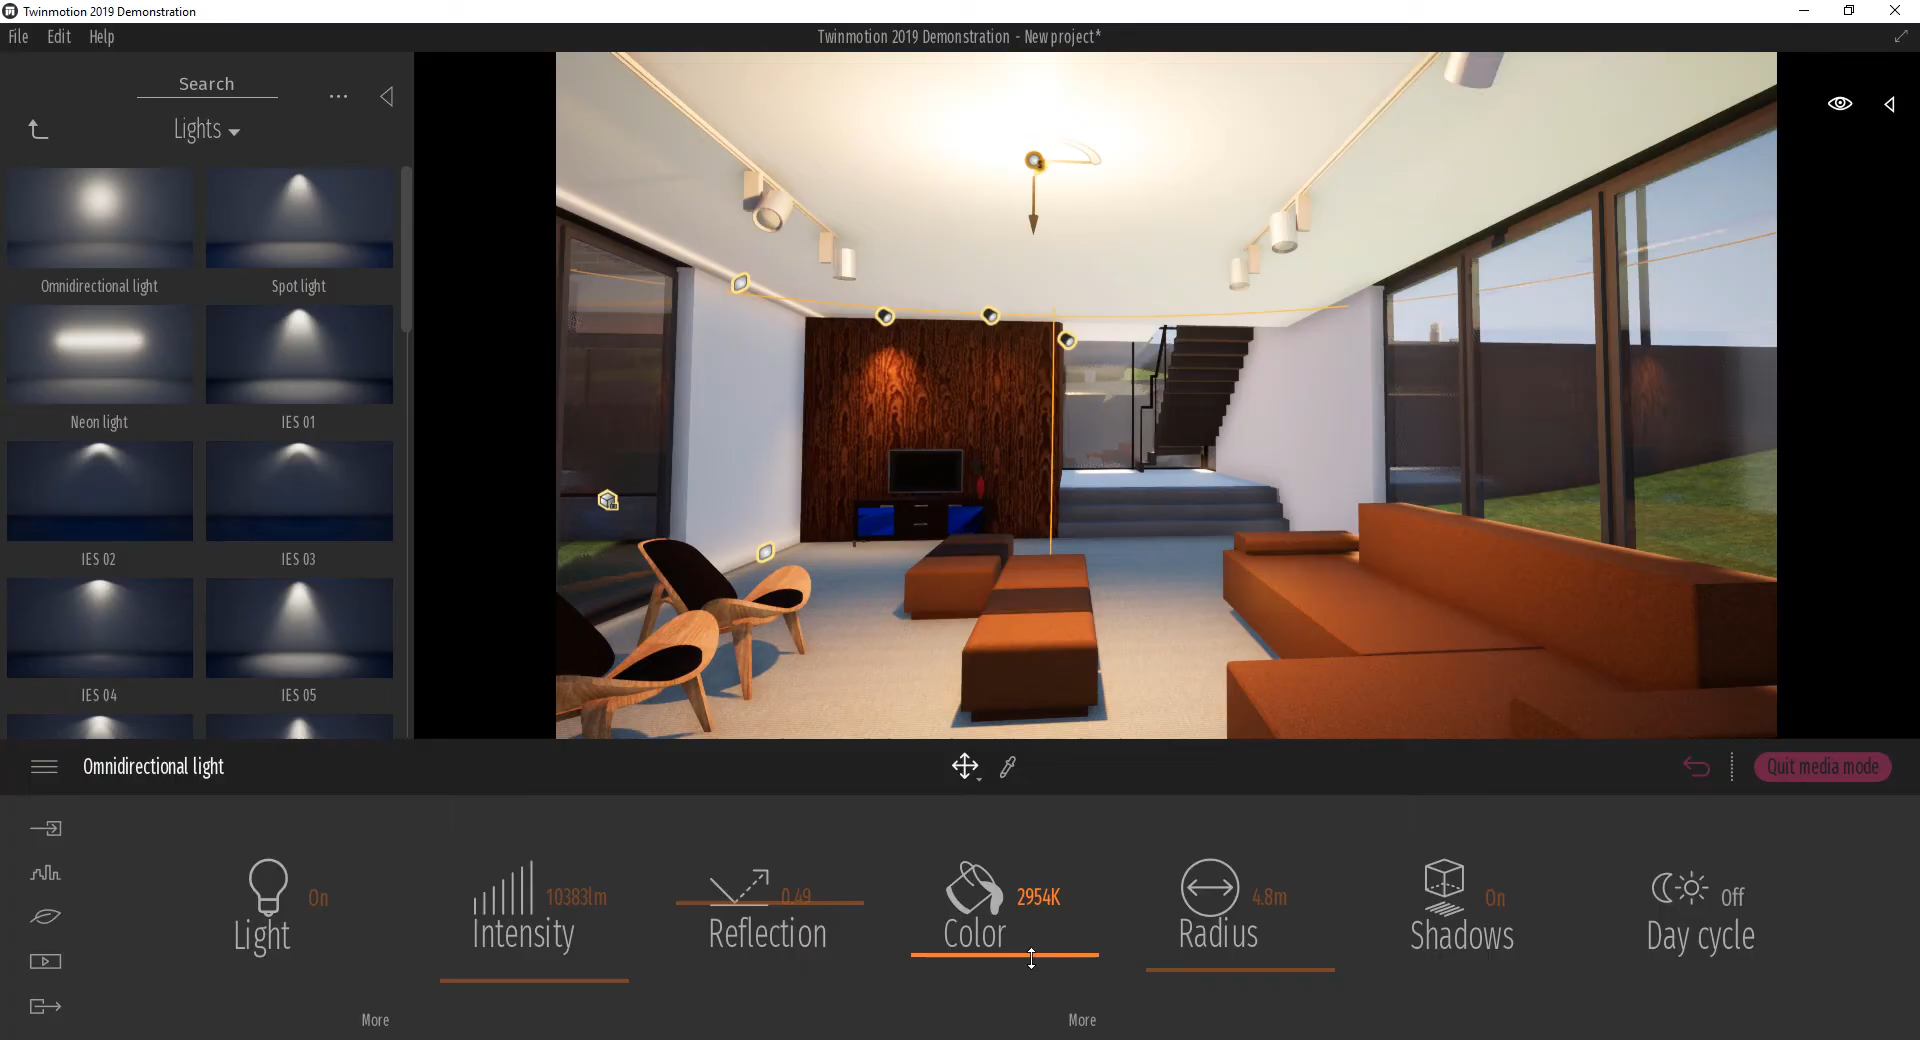 Twinmotion 2019 Demonstration
File Edit Help
Twinmotion 2019 Demonstration - New project*
Search
...
Lights
Omnidirectional light
Spot light
Neon light
IES 01
IES 02
IES 03
IES 04
IES 05
Omnidirectional light
Quit media mode
On
Light
10383lm
Intensity
0.49
Reflection
2954K
Color
4.8m
Radius
On
Shadows
Off
Day cycle
More
More